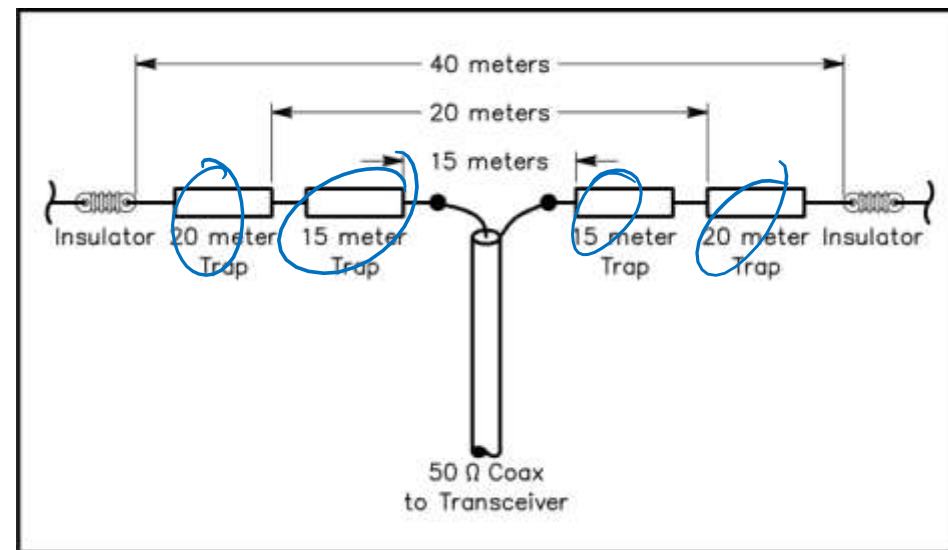 40 meters
20 meters
15 meters
Insulator 20 meter 15 meter 15 meter 20 meter Insulator
Trap Trap Trap Trap
50 Ω Coax
to Transceiver